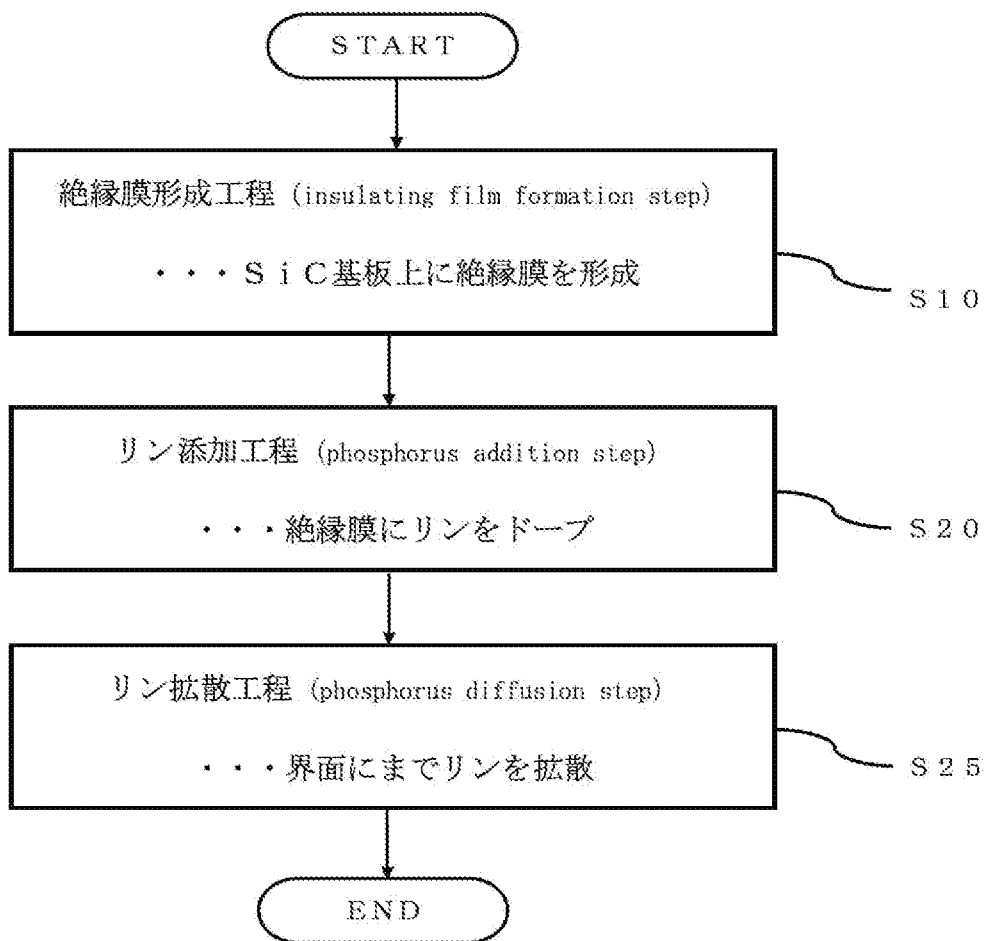 START
絶縁膜形成工程 (insulating film formation step)
・・・SiC基板上に絶縁膜を形成
S10
リン添加工程 (phosphorus addition step)
・・・絶縁膜にリンをドープ
S20
リン拡散工程 (phosphorus diffusion step)
・・・界面にまでリンを拡散
S25
END